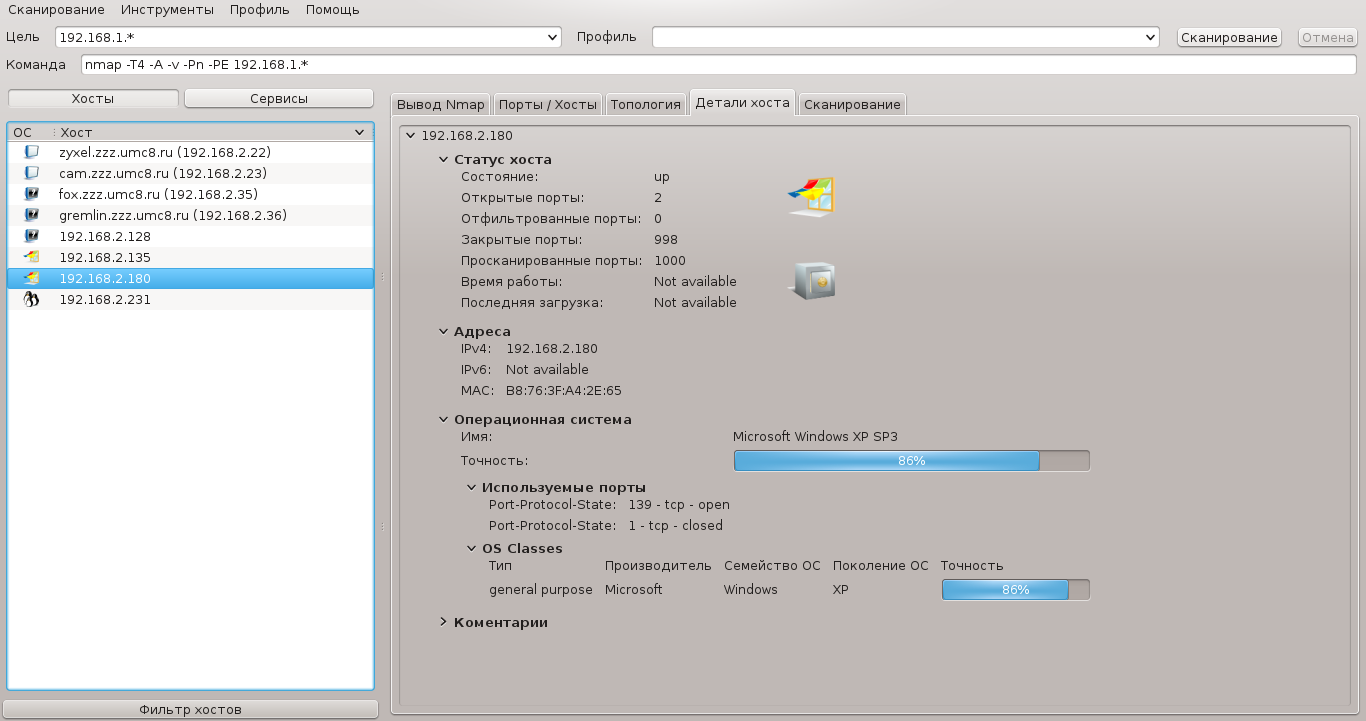 Сканирование Инструменты Профиль Помощь
Цель 192.168.1.* Профиль Сканирование Отмена
Команда nmap -T4 -A -v -Pn -PE 192.168.1.*
Хосты Сервисы
ОС Хост
zyxel.zzz.umc8.ru (192.168.2.22)
cam.zzz.umc8.ru (192.168.2.23)
fox.zzz.umc8.ru (192.168.2.35)
gremlin.zzz.umc8.ru (192.168.2.36)
192.168.2.128
192.168.2.135
192.168.2.180
192.168.2.231
Фильтр хостов
Вывод Nmap Порты / Хосты Топология Детали хоста Сканирование
192.168.2.180
Статус хоста
Состояние: up
Открытые порты: 2
Отфильтрованные порты: 0
Закрытые порты: 998
Просканированные порты: 1000
Время работы: Not available
Последняя загрузка: Not available
Адреса
IPv4: 192.168.2.180
IPv6: Not available
MAC: B8:76:3F:A4:2E:65
Операционная система
Имя: Microsoft Windows XP SP3
Точность: 86%
Используемые порты
Port-Protocol-State: 139 - tcp - open
Port-Protocol-State: 1 - tcp - closed
OS Classes
Тип Производитель Семейство ОС Поколение ОС Точность
general purpose Microsoft Windows XP 86%
Коментарии